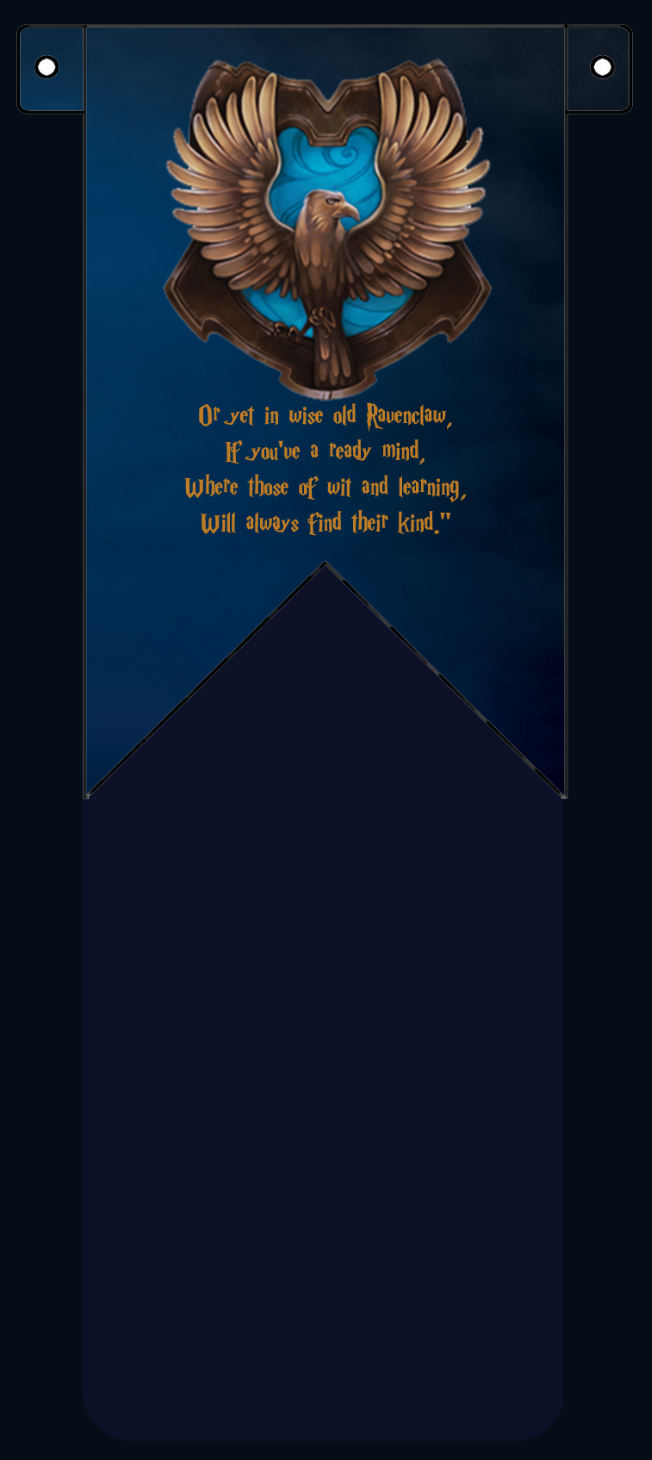 Or yet in wise old Ravenclaw,
If you've a ready mind,
Where those of wit and learning,
Will always find their kind."